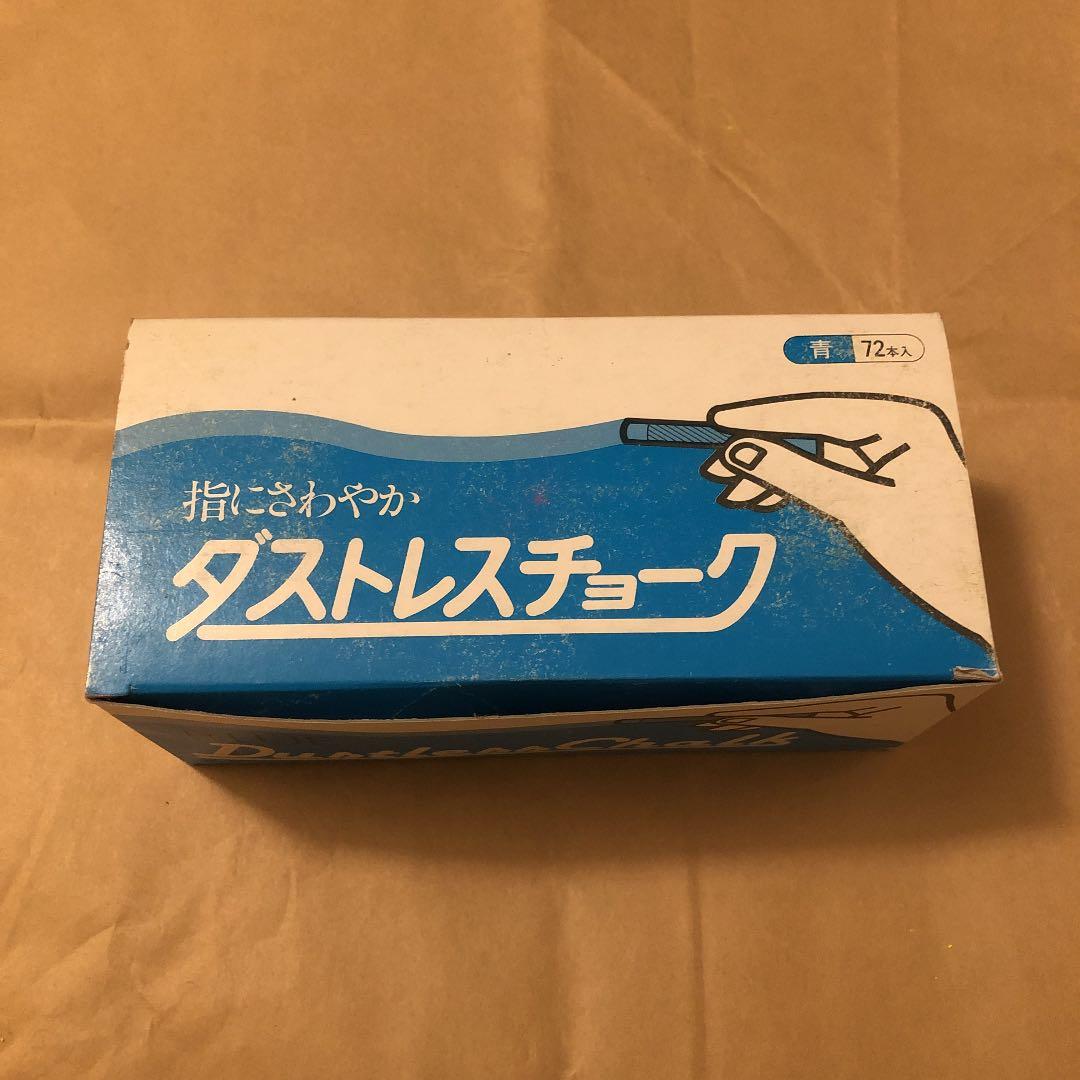 青 72本入
指にさわやか
ダストレスチョーク
Dustless Chalk